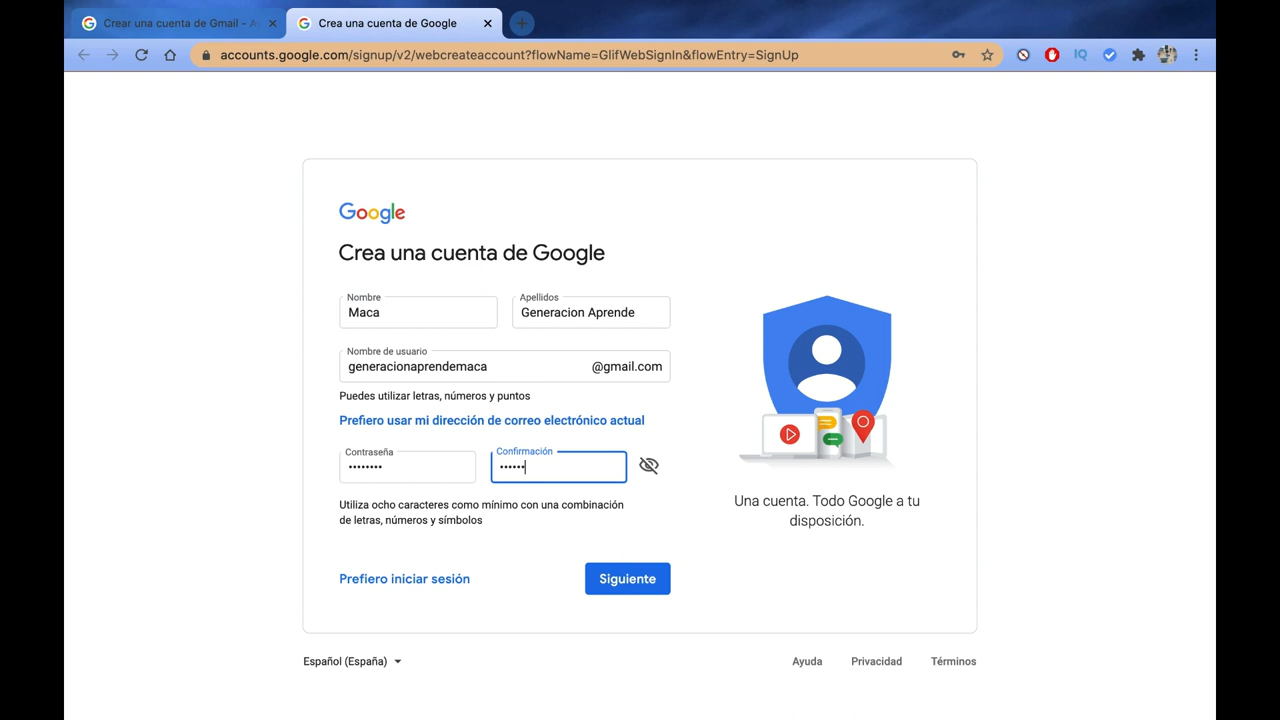 Crear una cuenta de Gmail - A
Crea una cuenta de Google
accounts.google.com/signup/v2/webcreateaccount?flowName=GlifWebSignIn&flowEntry=SignUp
IQ
Google
Crea una cuenta de Google
Nombre Apellidos
Maca Generacion Aprende
Nombre de usuario
generacionaprendemaca @gmail.com
Puedes utilizar letras, números y puntos
Prefiero usar mi dirección de correo electrónico actual
Contraseña Confirmación
•••••••• ••••••
Utiliza ocho caracteres como mínimo con una combinación
de letras, números y símbolos
Una cuenta. Todo Google a tu
disposición.
Prefiero iniciar sesión Siguiente
Español (España) Ayuda Privacidad Términos